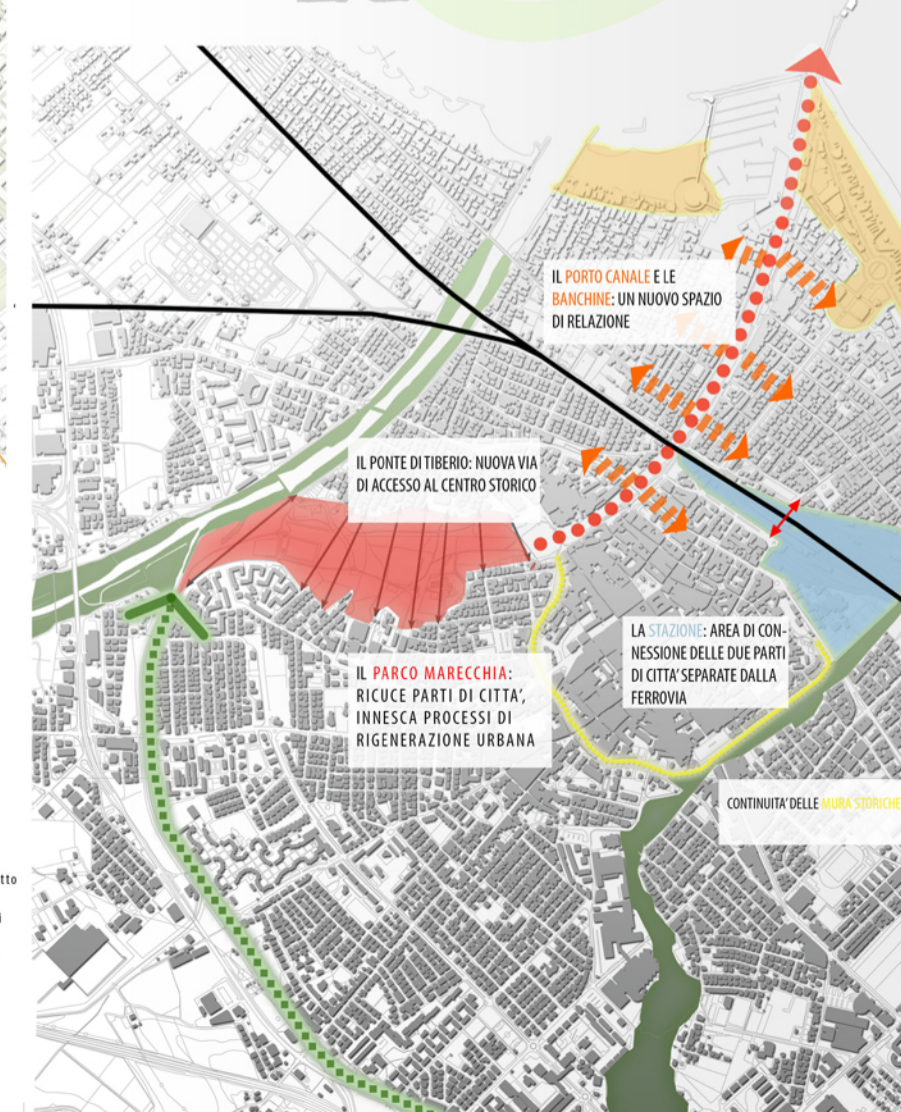 IL PORTO CANALE E LE
BANCHINE: UN NUOVO SPAZIO
DI RELAZIONE
IL PONTE DI TIBERIO: NUOVA VIA
DI ACCESSO AL CENTRO STORICO
LA STAZIONE: AREA DI CON-
NESSIONE DELLE DUE PARTI
DI CITTA' SEPARATE DALLA
FERROVIA
IL PARCO MARECCHIA:
RICUCE PARTI DI CITTA',
INNESCA PROCESSI DI
RIGENERAZIONE URBANA
CONTINUITA' DELLE MURA STORICHE
tto
i